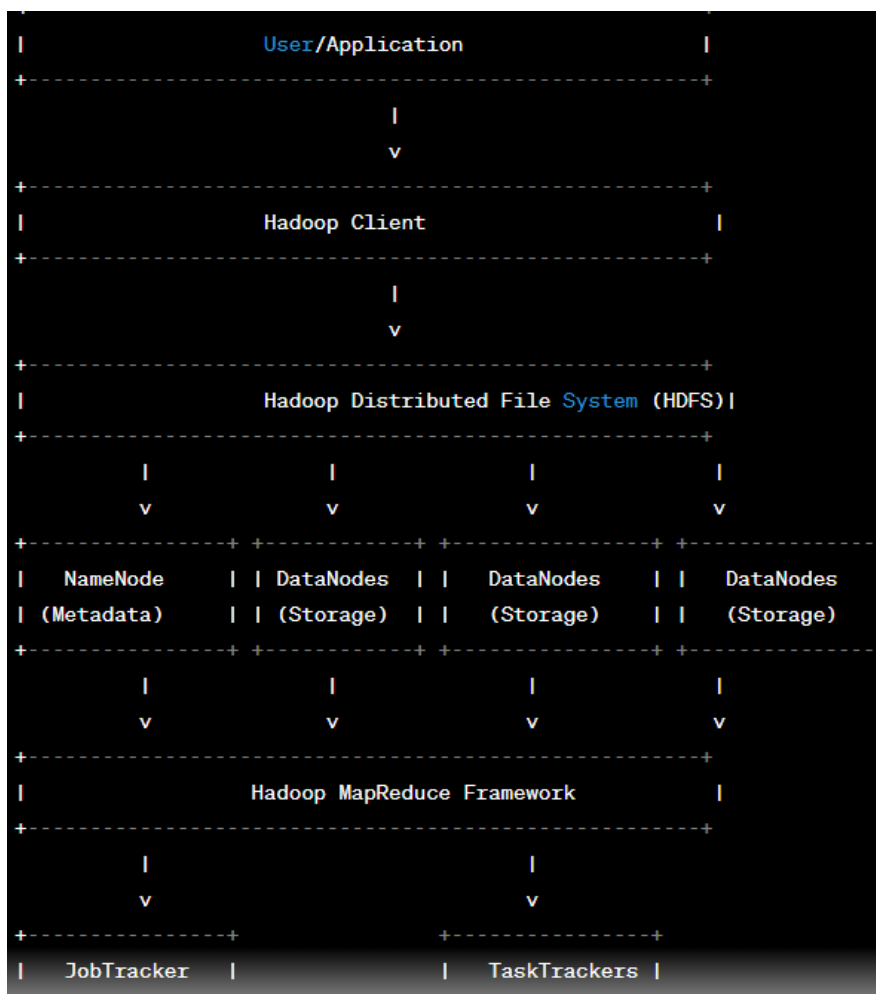 | User/Application |
+------------------------------------------------------+
|
v
+------------------------------------------------------+
| Hadoop Client |
+------------------------------------------------------+
|
v
+------------------------------------------------------+
| Hadoop Distributed File System (HDFS)|
+------------------------------------------------------+
| | | |
v v v v
+----------------+ +------------+ +----------------+ +---------------
| NameNode | | DataNodes | | DataNodes | | DataNodes
| (Metadata) | | (Storage) | | (Storage) | | (Storage)
+----------------+ +------------+ +----------------+ +---------------
| | | |
v v v v
+------------------------------------------------------+
| Hadoop MapReduce Framework |
+------------------------------------------------------+
| |
v v
+----------------+ +----------------+
| JobTracker | | TaskTrackers |